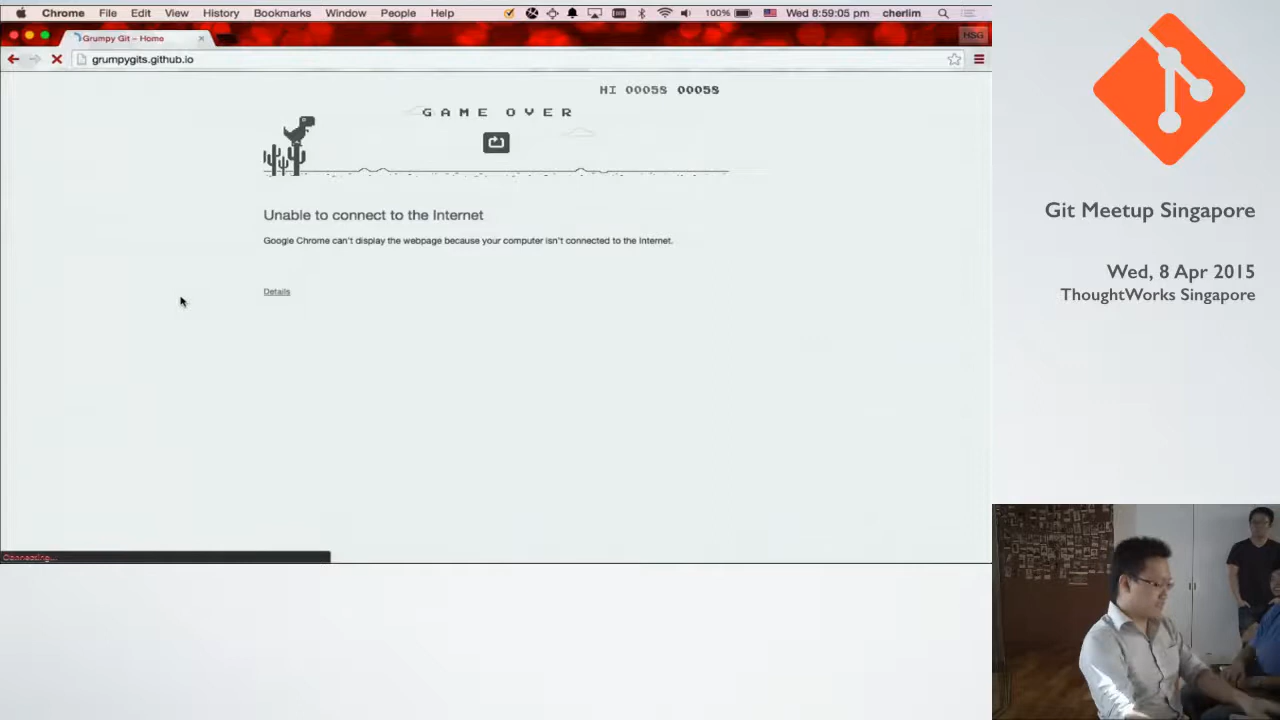 Chrome File Edit View History Bookmarks Window People Help 100% Wed 8:59:05 pm cherlim
Grumpy Git – Home
HSG
grumpygits.github.io
HI 00058 00058
GAME OVER
Unable to connect to the Internet
Google Chrome can't display the webpage because your computer isn't connected to the Internet.
Details
Connecting...
Git Meetup Singapore
Wed, 8 Apr 2015
ThoughtWorks Singapore